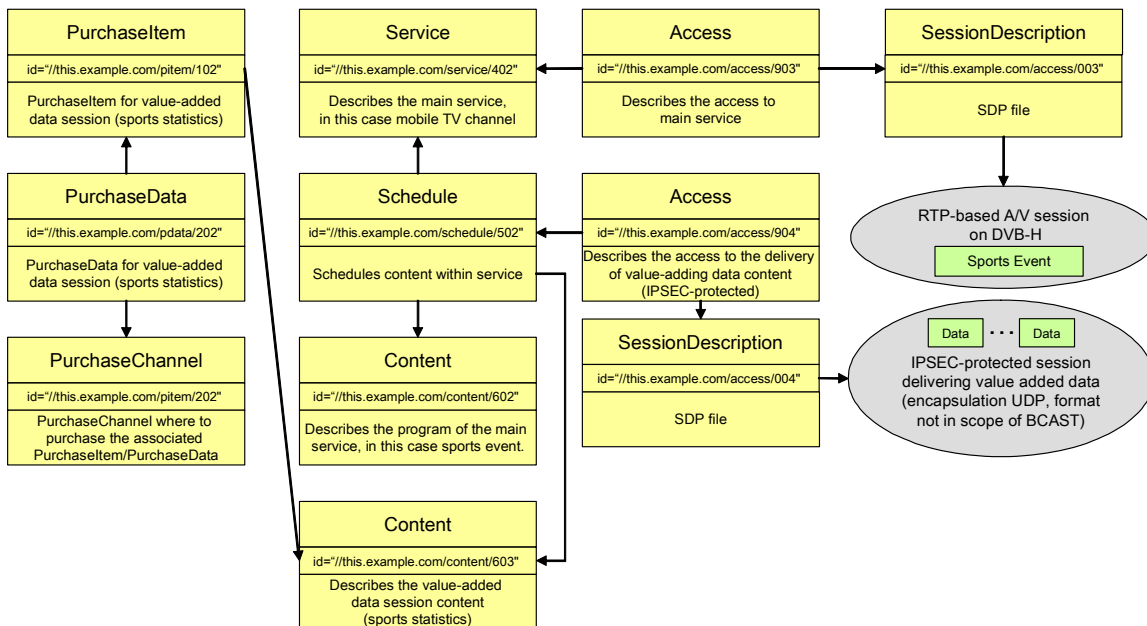 PurchaseItem
id=“//this.example.com/pitem/102"
PurchaseItem for value-added
data session (sports statistics)
PurchaseData
id=“//this.example.com/pdata/202"
PurchaseData for value-added
data session (sports statistics)
PurchaseChannel
id=“//this.example.com/pitem/202"
PurchaseChannel where to
purchase the associated
PurchaseItem/PurchaseData
Service
id=“//this.example.com/service/402"
Describes the main service,
in this case mobile TV channel
Schedule
id=“//this.example.com/schedule/502"
Schedules content within service
Content
id=“//this.example.com/content/602"
Describes the program of the main
service, in this case sports event.
Content
id=“//this.example.com/content/603"
Describes the value-added
data session content
(sports statistics)
Access
id=“//this.example.com/access/903"
Describes the access to
main service
Access
id=“//this.example.com/access/904"
Describes the access to the delivery
of value-adding data content
(IPSEC-protected)
SessionDescription
id=“//this.example.com/access/004"
SDP file
SessionDescription
id=“//this.example.com/access/003"
SDP file
RTP-based A/V session
on DVB-H
Sports Event
Data ... Data
IPSEC-protected session
delivering value added data
(encapsulation UDP, format
not in scope of BCAST)